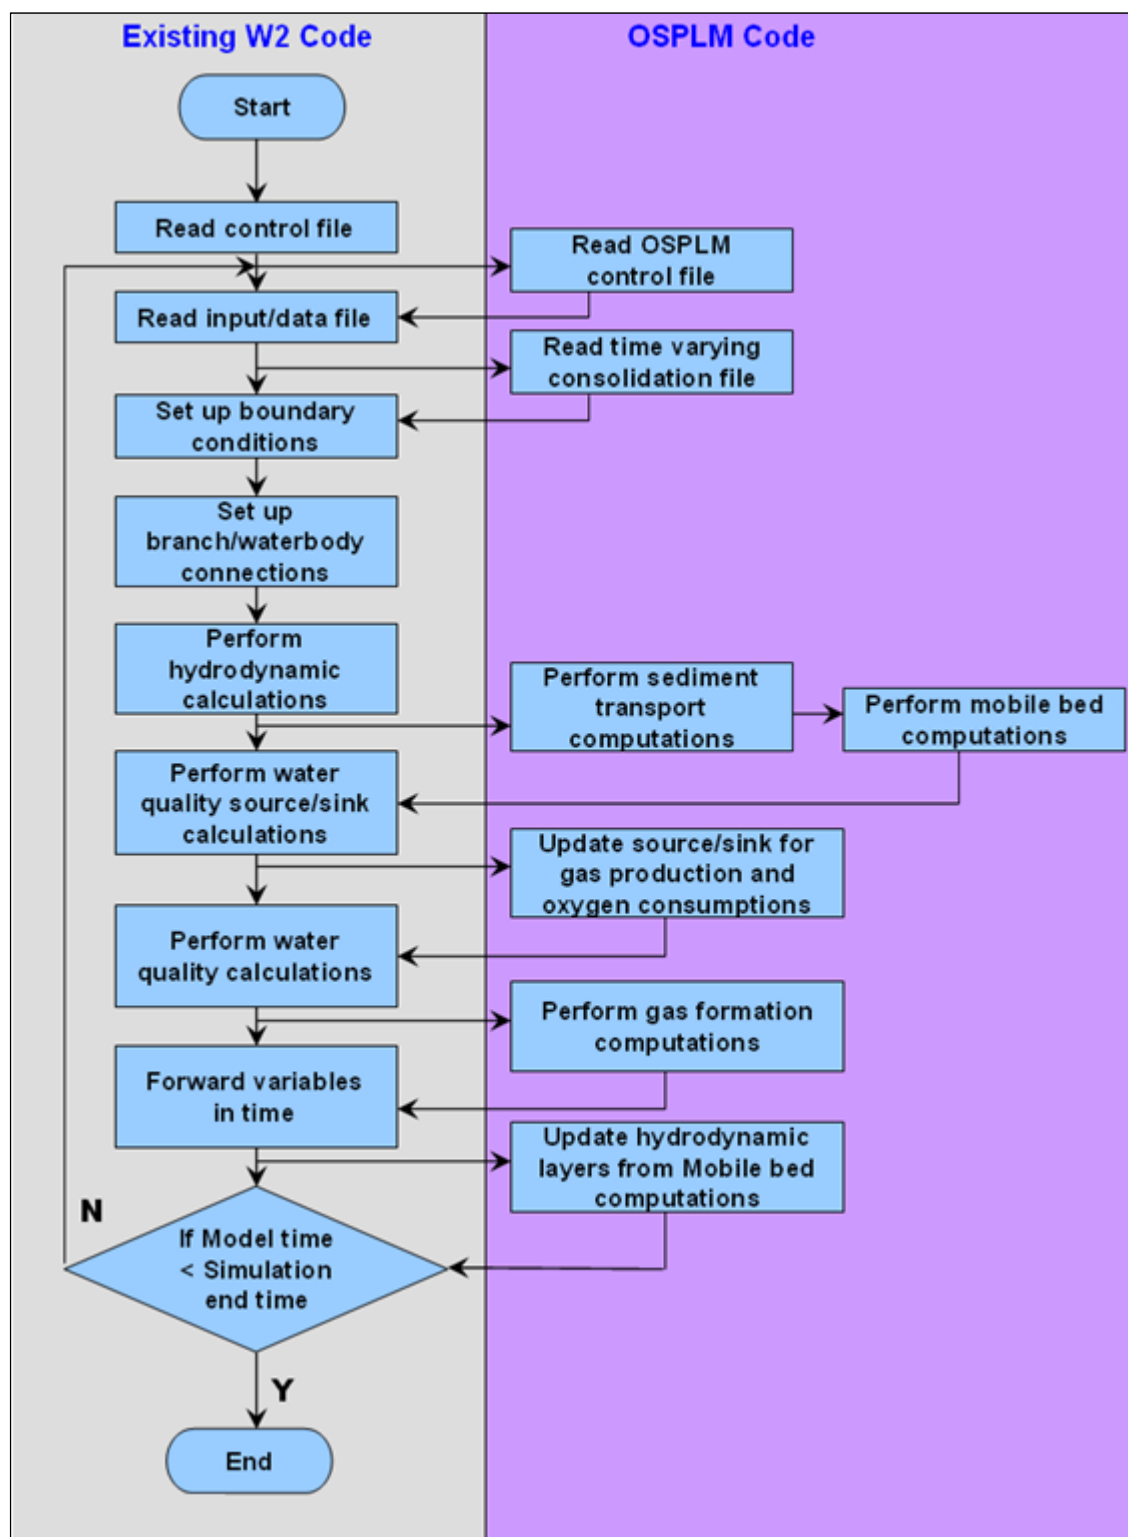 Existing W2 Code
OSPLM Code
Start
Read control file
Read OSPLM
control file
Read input/data file
Read time varying
consolidation file
Set up boundary
conditions
Set up
branch/waterbody
connections
Perform
hydrodynamic
calculations
Perform sediment
transport
computations
Perform mobile bed
computations
Perform water
quality source/sink
calculations
Update source/sink for
gas production and
oxygen consumptions
Perform water
quality calculations
Perform gas formation
computations
Forward variables
in time
Update hydrodynamic
layers from Mobile bed
computations
N
If Model time
< Simulation
end time
Y
End